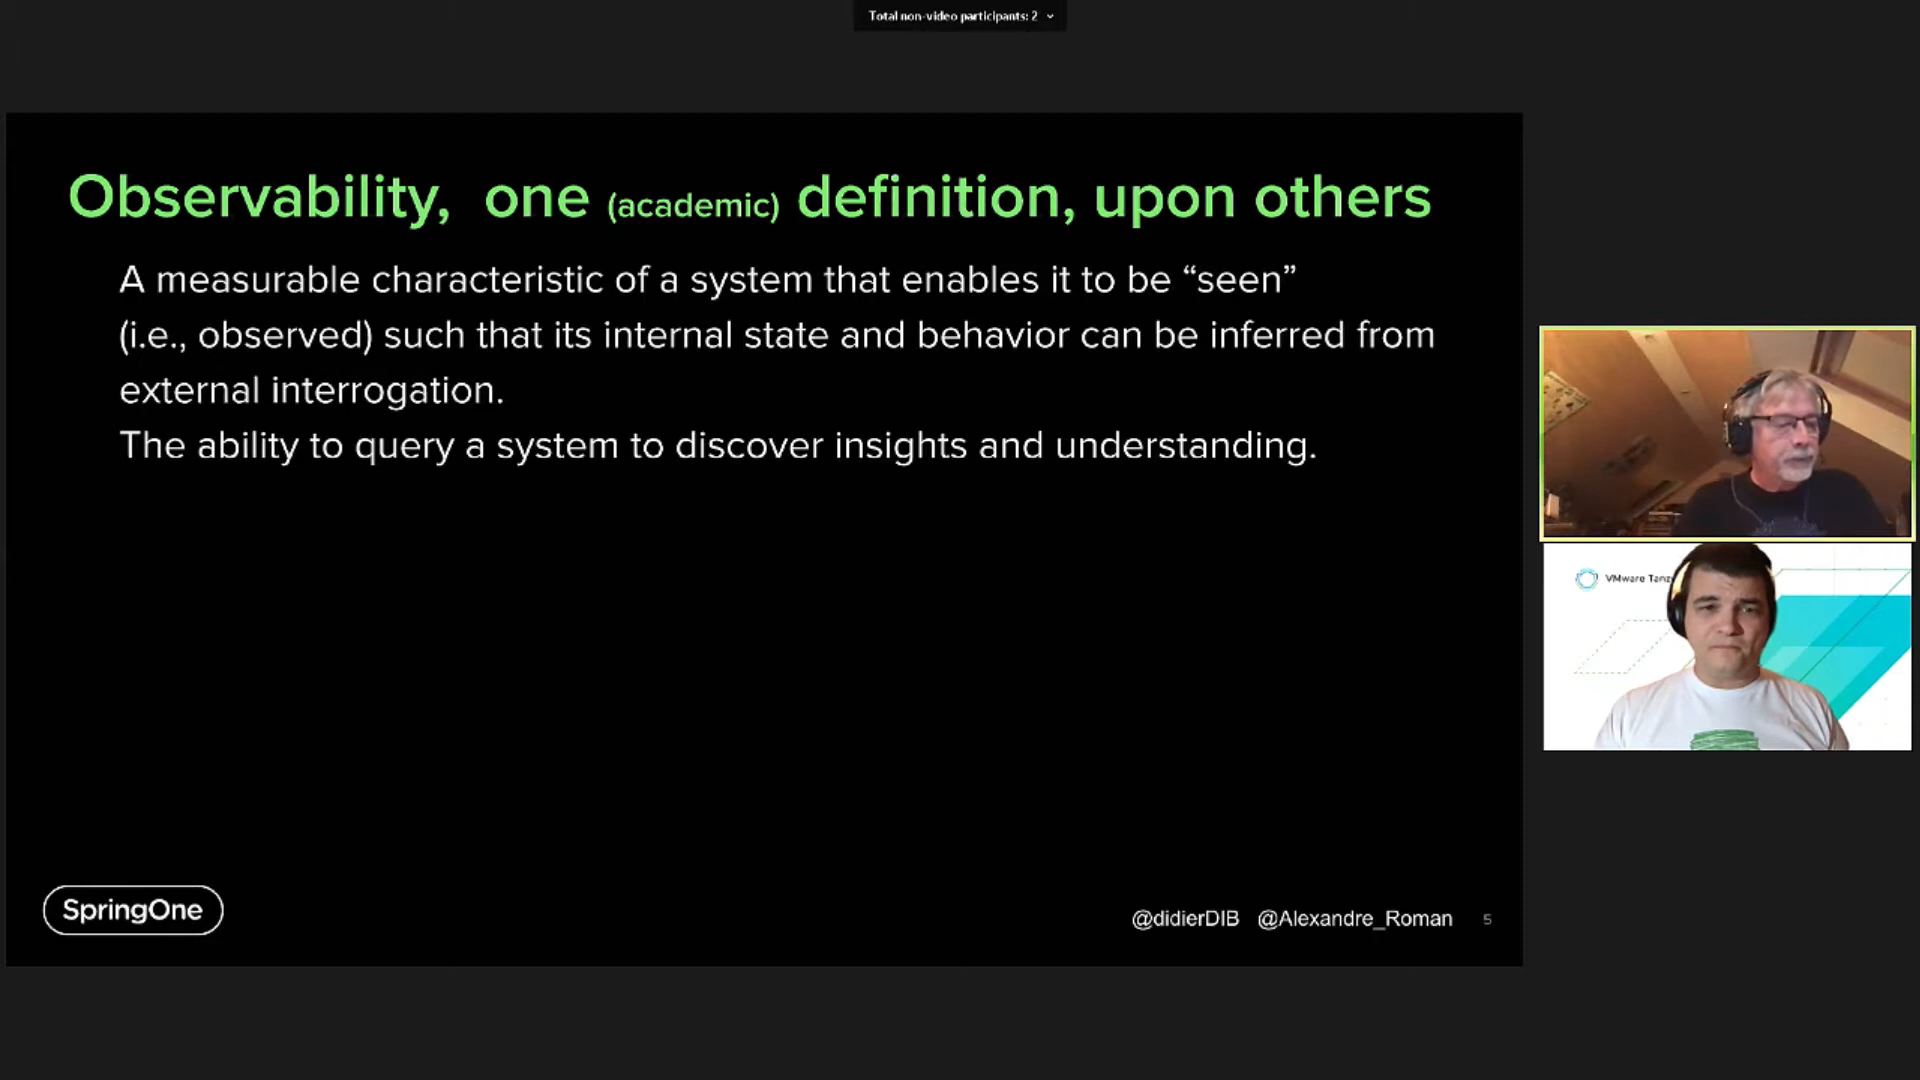 Total non-video participants: 2
Observability, one (academic) definition, upon others
A measurable characteristic of a system that enables it to be “seen”
(i.e., observed) such that its internal state and behavior can be inferred from
external interrogation.
The ability to query a system to discover insights and understanding.
VMware Tanz
SpringOne
@didierDIB @Alexandre_Roman 5